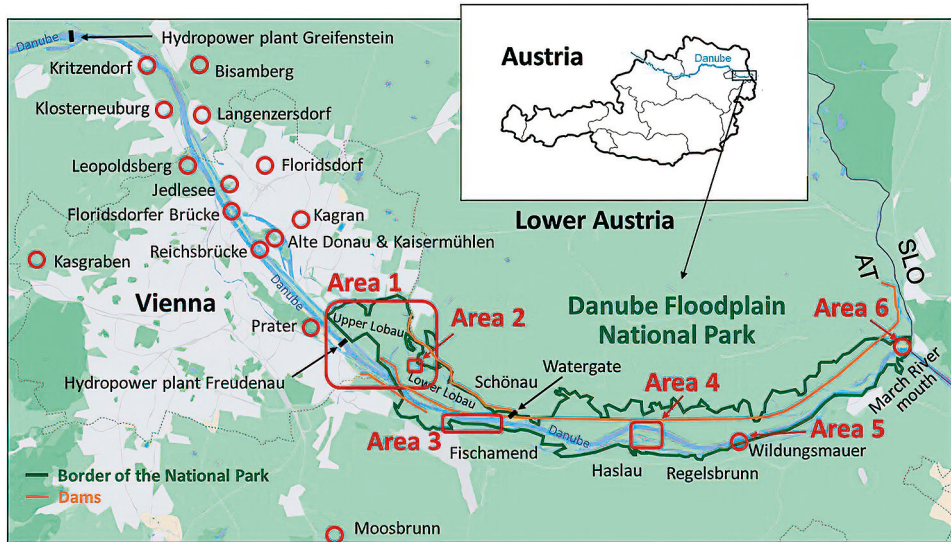 Danube
Hydropower plant Greifenstein
Kritzendorf
Bisamberg
Klosterneuburg
Langenzersdorf
Leopoldsberg
Floridsdorf
Jedlesee
Floridsdorfer Brücke
Kagran
Reichsbrücke
Alte Donau & Kaisermühlen
Kasgraben
Danube
Vienna
Prater
Hydropower plant Freudenau
Austria
Danube
Lower Austria
SLO
AT
Area 1
Upper Lobau
Area 2
Lower Lobau
Schönau
Watergate
Danube Floodplain
National Park
Area 6
March River
mouth
Area 4
Area 3
Fischamend
Danube
Haslau
Regelsbrunn
Area 5
Wildungsmauer
Border of the National Park
Dams
Moosbrunn